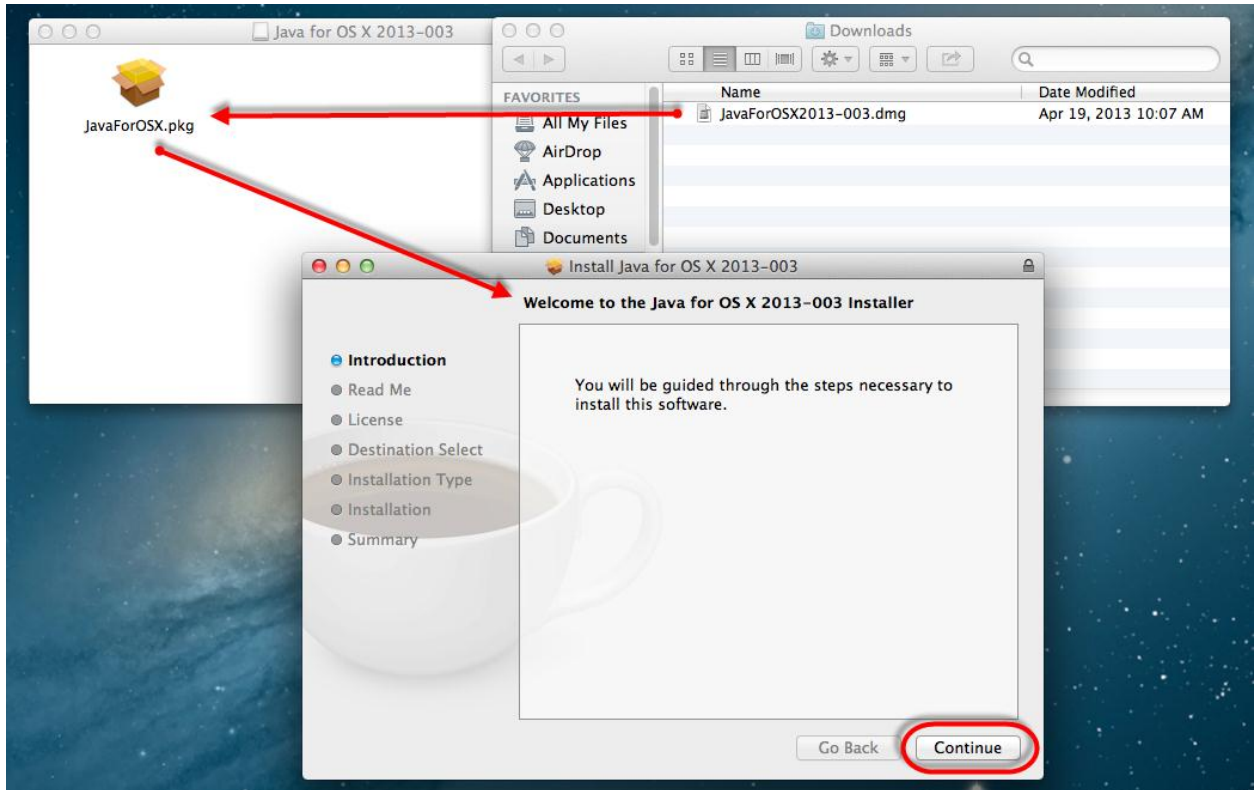 Java for OS X 2013-003
JavaForOSX.pkg
Downloads
FAVORITES
All My Files
AirDrop
Applications
Desktop
Documents
Name
Date Modified
JavaForOSX2013-003.dmg
Apr 19, 2013 10:07 AM
Install Java for OS X 2013-003
Welcome to the Java for OS X 2013-003 Installer
Introduction
Read Me
License
Destination Select
Installation Type
Installation
Summary
You will be guided through the steps necessary to
install this software.
Go Back
Continue